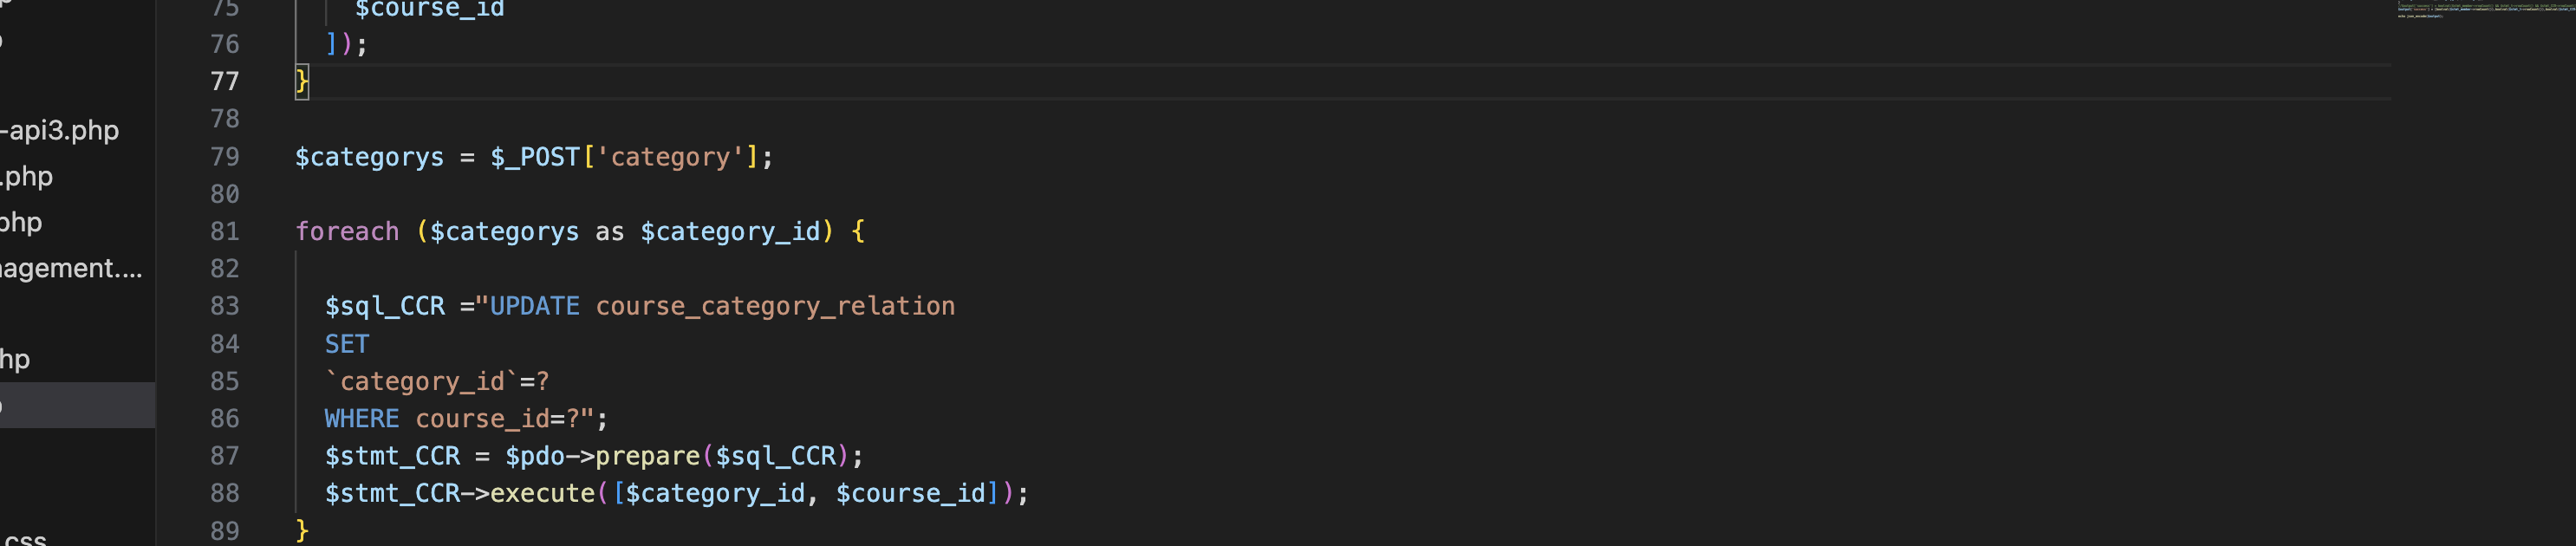 75 $course_id
76 ]);
77 }
78
-api3.php
79 $categorys = $_POST['category'];
.php
80
php
81 foreach ($categorys as $category_id) {
agement....
82
83 $sql_CCR ="UPDATE course_category_relation
84 SET
hp
85 `category_id`=?
86 WHERE course_id=?";
87 $stmt_CCR = $pdo->prepare($sql_CCR);
88 $stmt_CCR->execute([$category_id, $course_id]);
89 }
.css